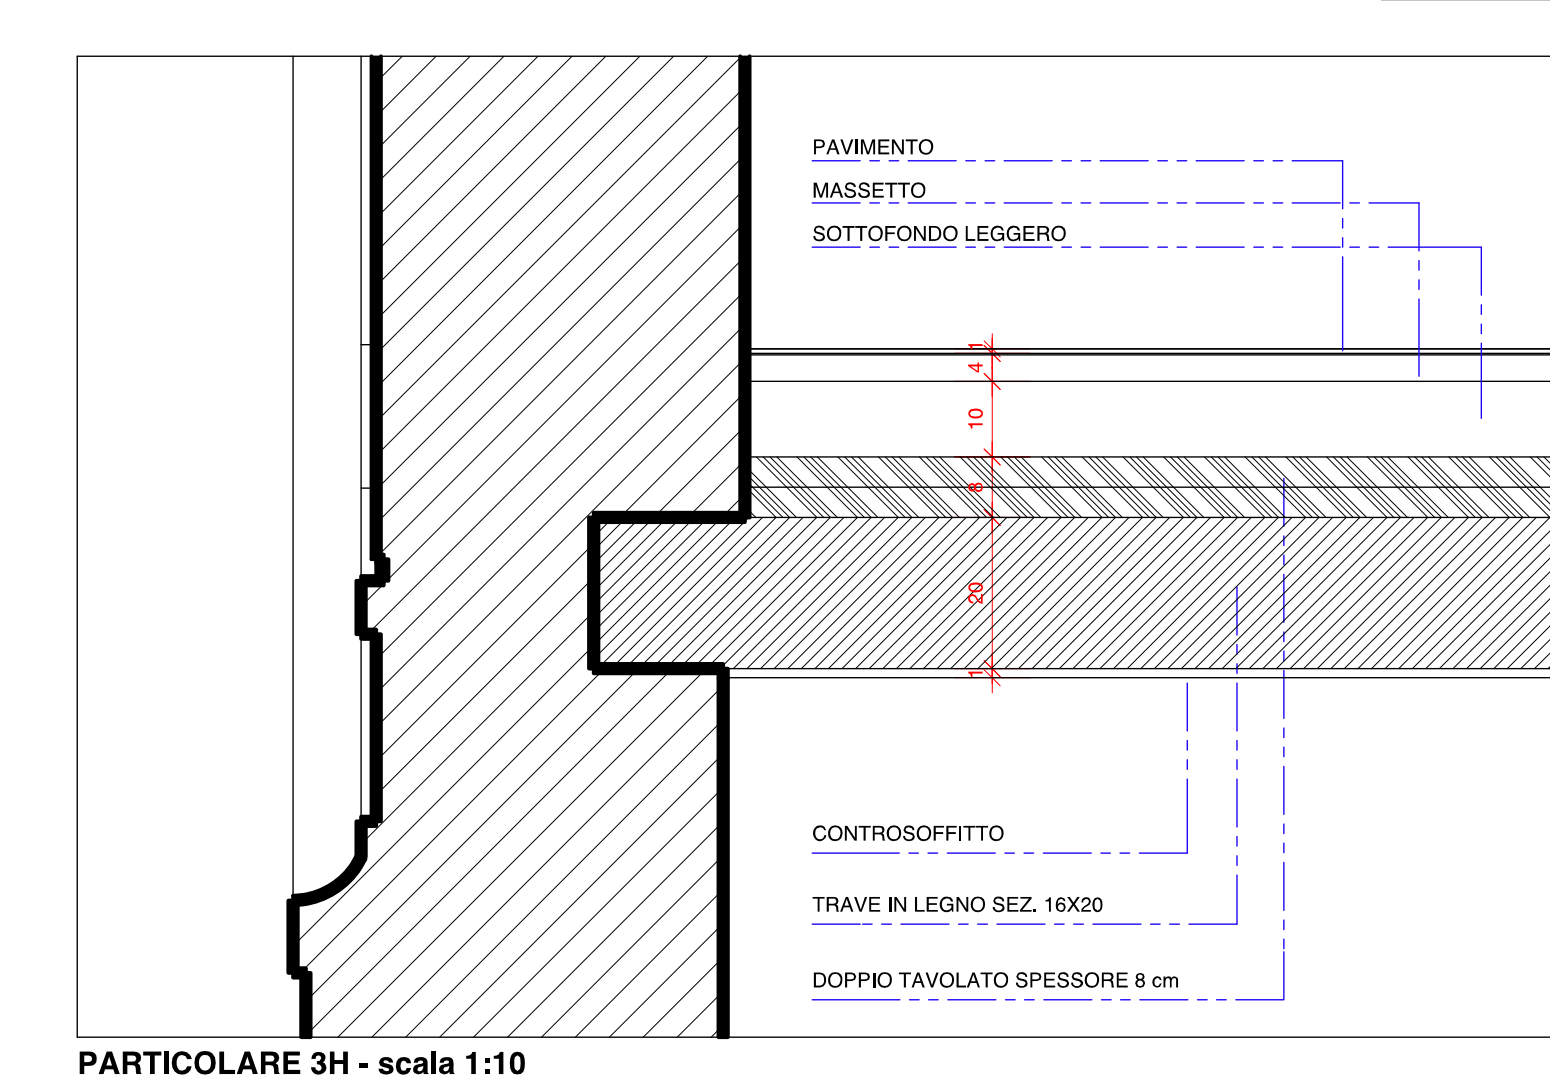 PAVIMENTO
MASSETTO
SOTTOFONDO LEGGERO
1
4
10
8
20
1
CONTROSOFFITTO
TRAVE IN LEGNO SEZ. 16X20
DOPPIO TAVOLATO SPESSORE 8 cm
PARTICOLARE 3H - scala 1:10